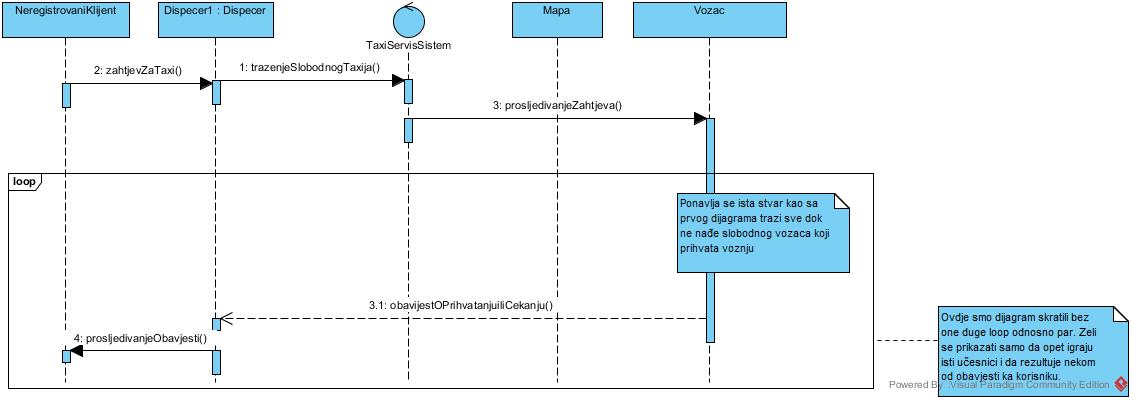 NeregistrovaniKlijent
Dispecer1 : Dispecer
TaxiServisSistem
Mapa
Vozac
2: zahtjevZaTaxi()
1: trazenjeSlobodnogTaxija()
3: prosljedivanjeZahtjeva()
loop
Ponavlja se ista stvar kao sa
prvog dijagrama trazi sve dok
ne nađe slobodnog vozaca koji
prihvata voznju
3.1: obavijestOPrihvatanjuiliCekanju()
4: prosljedivanjeObavjesti()
Ovdje smo dijagram skratili bez
one duge loop odnosno par. Zeli
se prikazati samo da opet igraju
isti učesnici i da rezultuje nekom
od obavjesti ka korisniku.
Powered By Visual Paradigm Community Edition